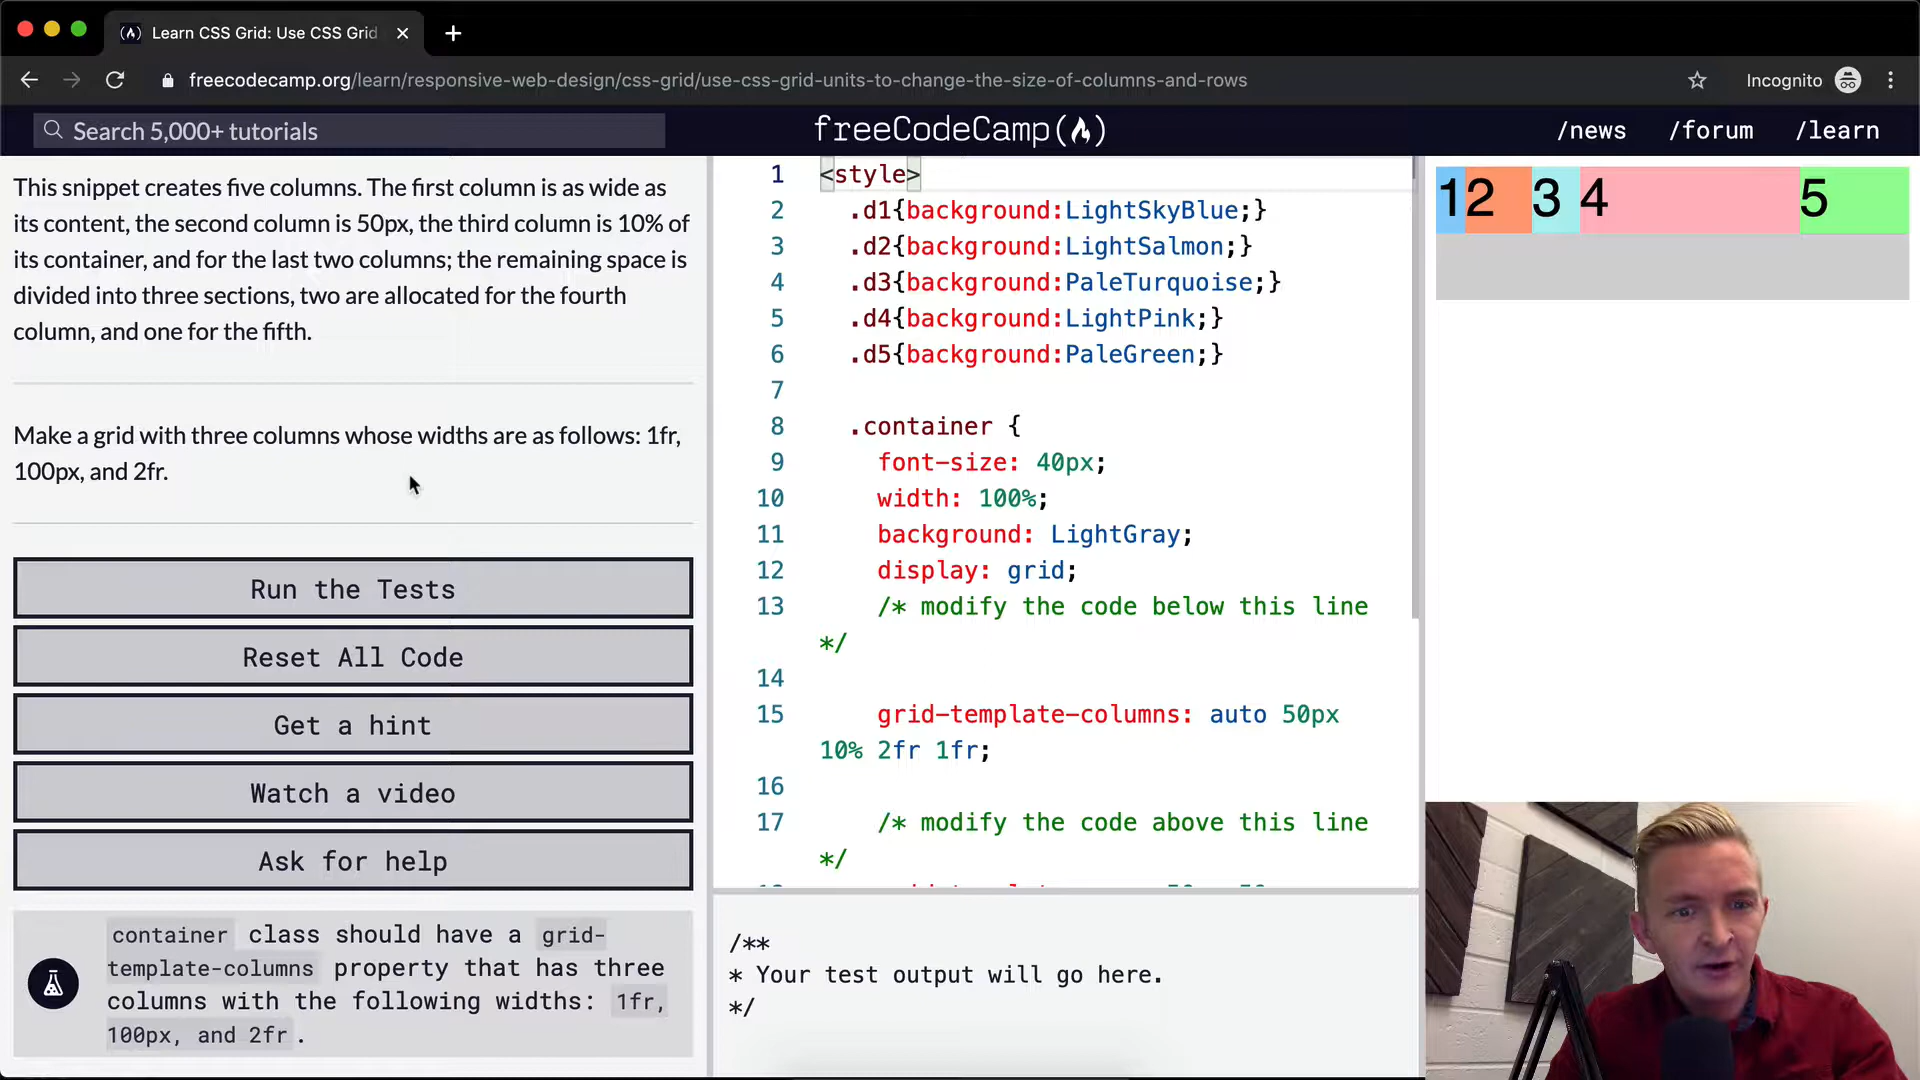 Learn CSS Grid: Use CSS Grid
freecodecamp.org/learn/responsive-web-design/css-grid/use-css-grid-units-to-change-the-size-of-columns-and-rows
Incognito
Search 5,000+ tutorials
freeCodeCamp
/news /forum /learn
This snippet creates five columns. The first column is as wide as
its content, the second column is 50px, the third column is 10% of
its container, and for the last two columns; the remaining space is
divided into three sections, two are allocated for the fourth
column, and one for the fifth.
Make a grid with three columns whose widths are as follows: 1fr,
100px, and 2fr.
Run the Tests
Reset All Code
Get a hint
Watch a video
Ask for help
container class should have a grid-
template-columns property that has three
columns with the following widths: 1fr,
100px, and 2fr .
1 <style>
2 .d1{background:LightSkyBlue;}
3 .d2{background:LightSalmon;}
4 .d3{background:PaleTurquoise;}
5 .d4{background:LightPink;}
6 .d5{background:PaleGreen;}
7
8 .container {
9 font-size: 40px;
10 width: 100%;
11 background: LightGray;
12 display: grid;
13 /* modify the code below this line
*/
14
15 grid-template-columns: auto 50px
10% 2fr 1fr;
16
17 /* modify the code above this line
*/
/**
* Your test output will go here.
*/
1 2 3 4 5